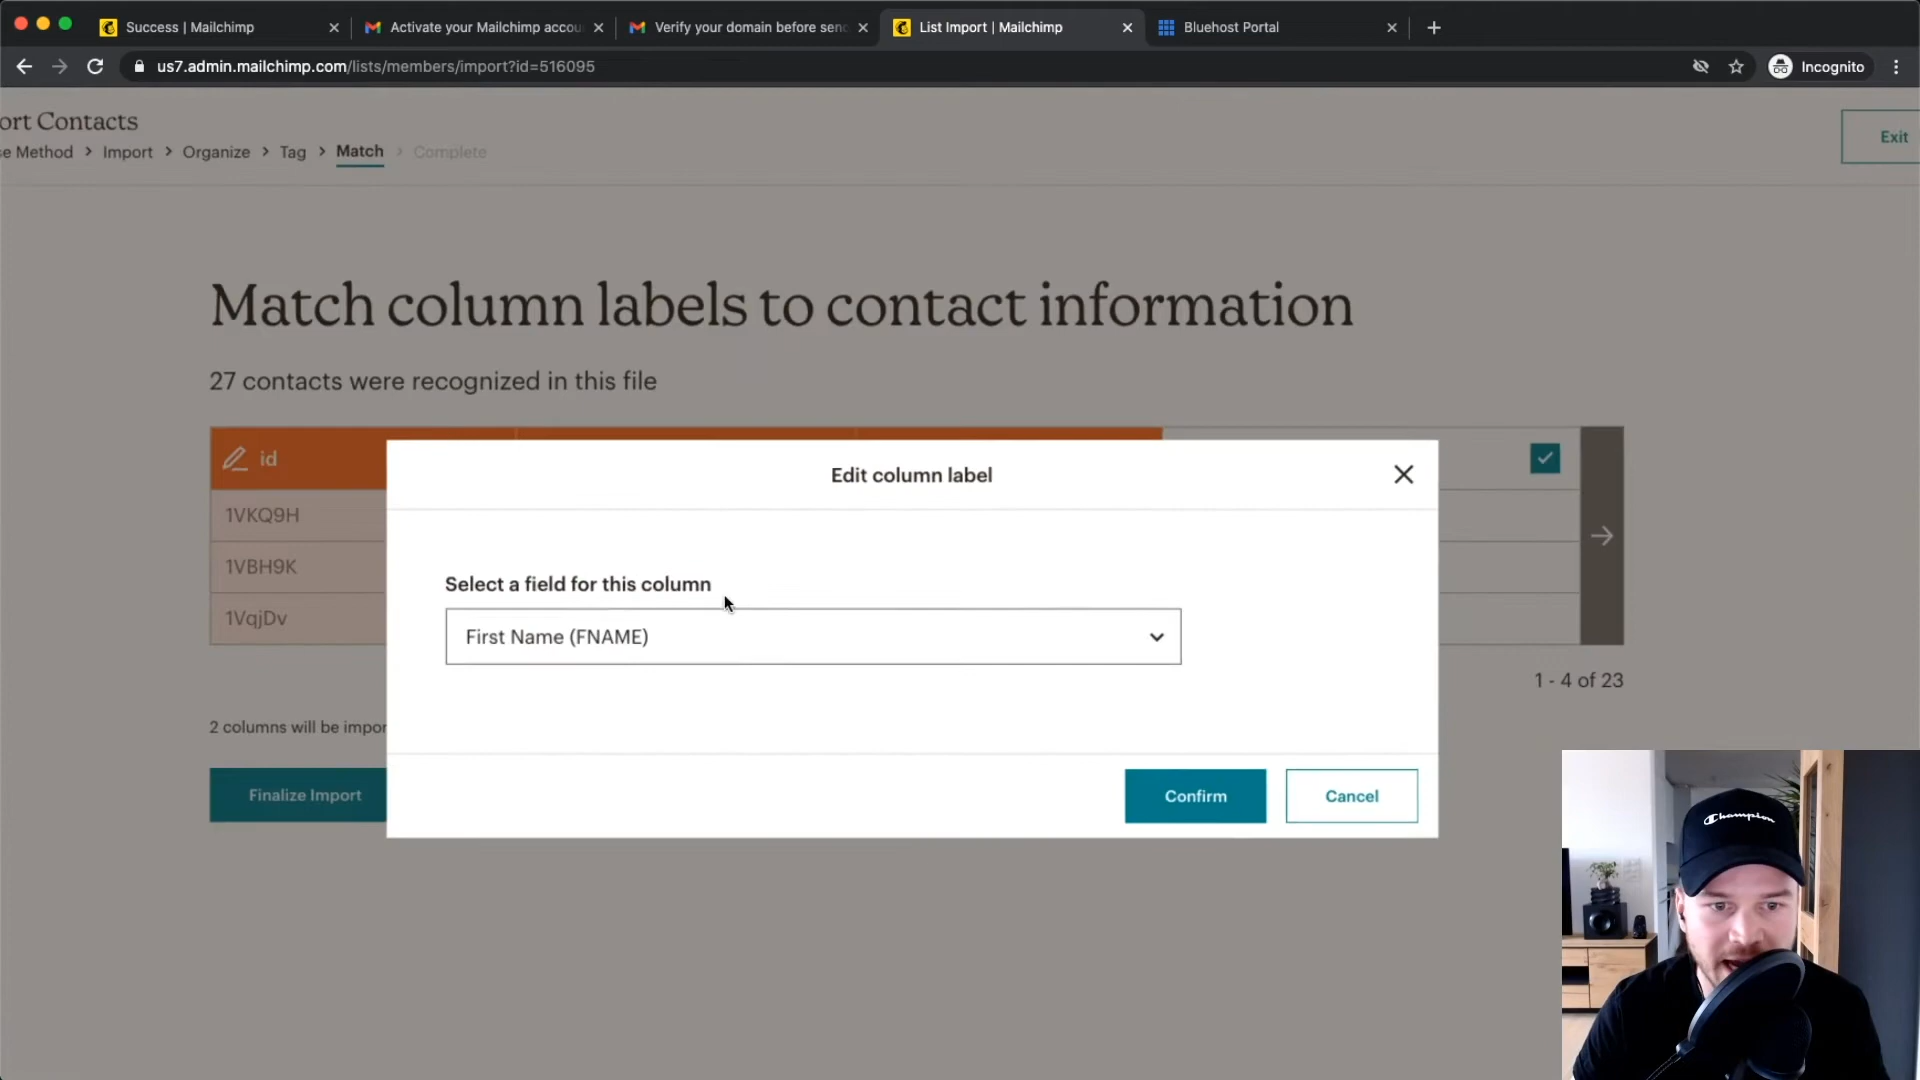 Success | Mailchimp
Activate your Mailchimp accou
Verify your domain before sen
List Import | Mailchimp
Bluehost Portal
us7.admin.mailchimp.com/lists/members/import?id=516095
Incognito
ort Contacts
Exit
e Method > Import > Organize > Tag > Match > Complete
Match column labels to contact information
27 contacts were recognized in this file
id
1VKQ9H
1VBH9K
1VqjDv
Edit column label
Select a field for this column
First Name (FNAME)
Confirm
Cancel
1 - 4 of 23
2 columns will be impor
Finalize Import
Champion